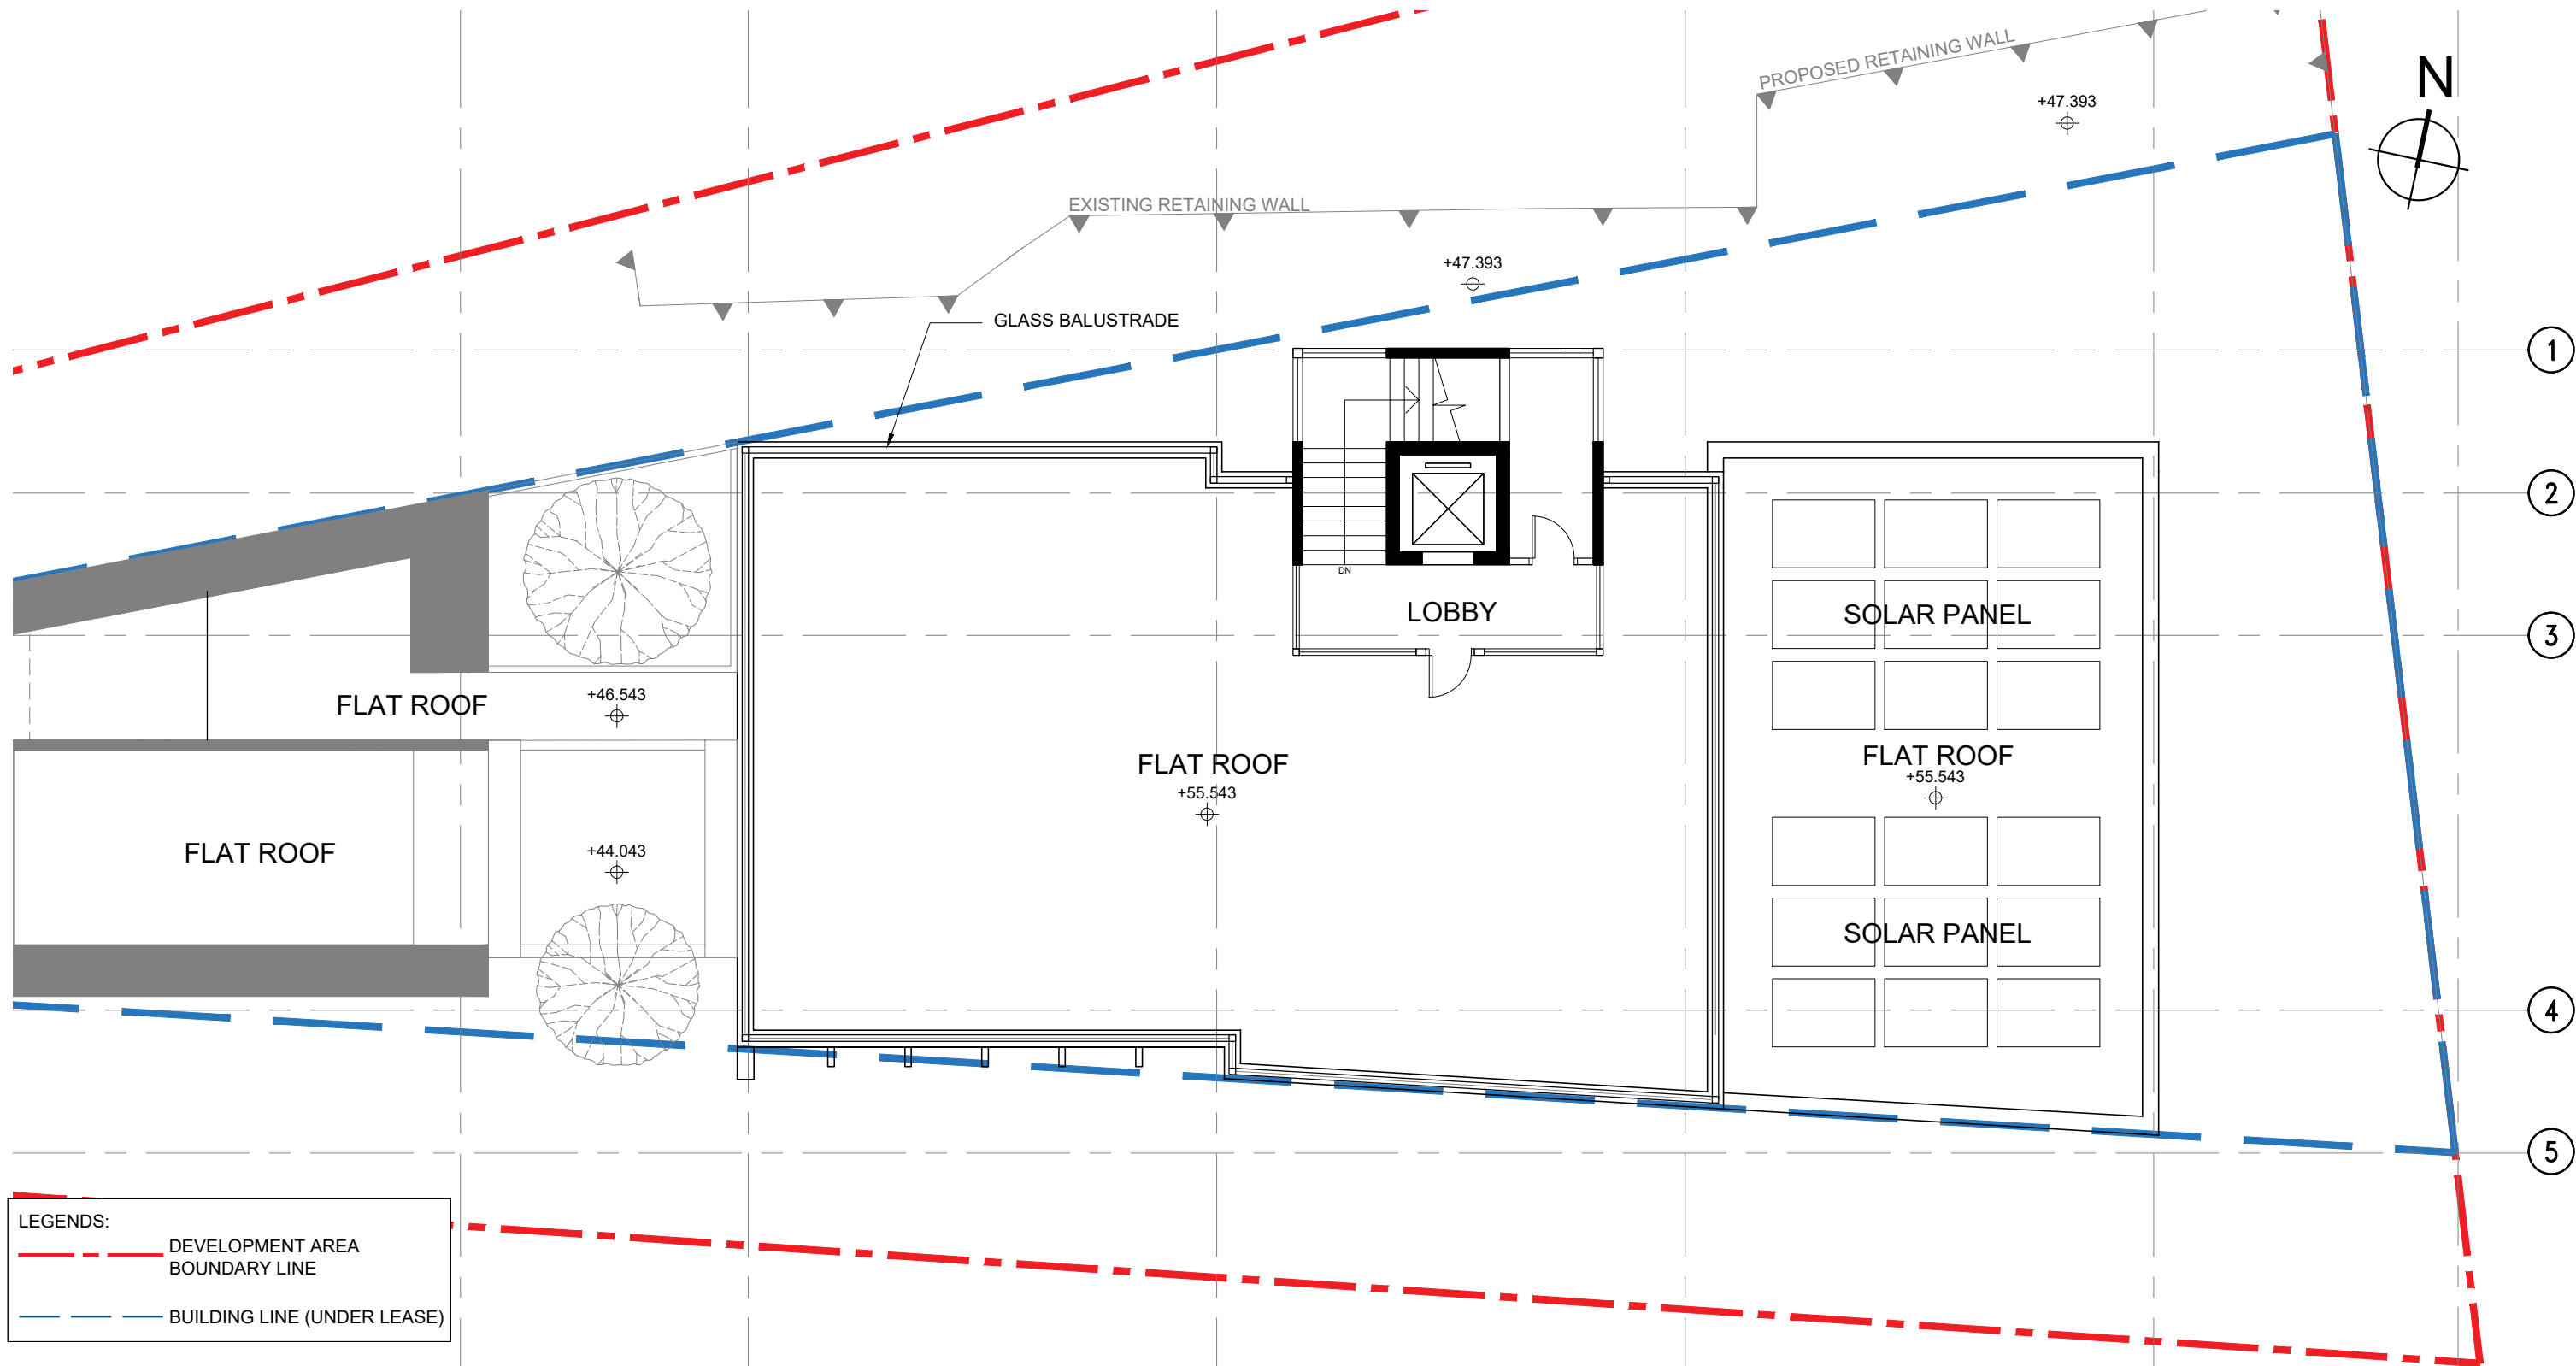 PROPOSED RETAINING WALL
N
+47.393
EXISTING RETAINING WALL
+47.393
GLASS BALUSTRADE
1
2
DN
LOBBY
SOLAR PANEL
3
FLAT ROOF
+46.543
FLAT ROOF
+55.543
FLAT ROOF
+55.543
FLAT ROOF
+44.043
SOLAR PANEL
4
5
LEGENDS:
DEVELOPMENT AREA
BOUNDARY LINE
BUILDING LINE (UNDER LEASE)